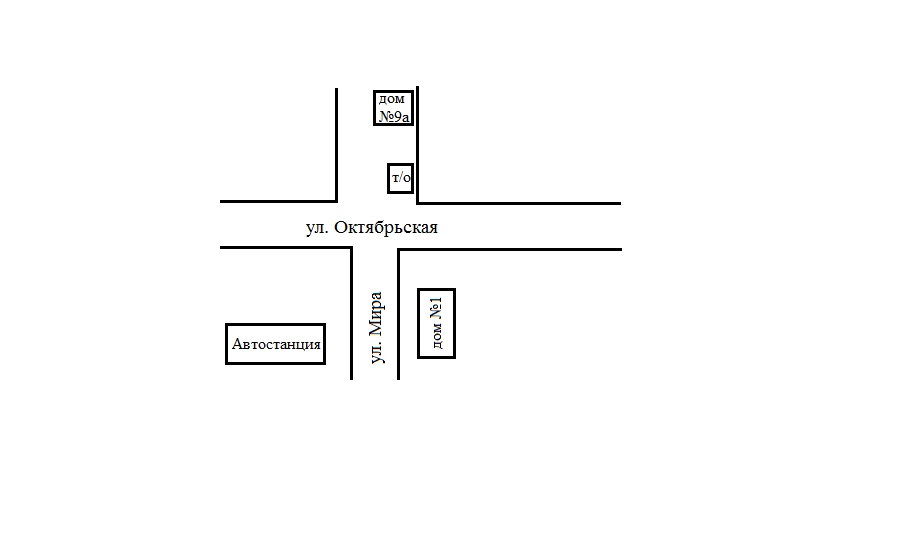 дом
№9а
т/о
ул. Октябрьская
ул. Мира
дом №1
Автостанция